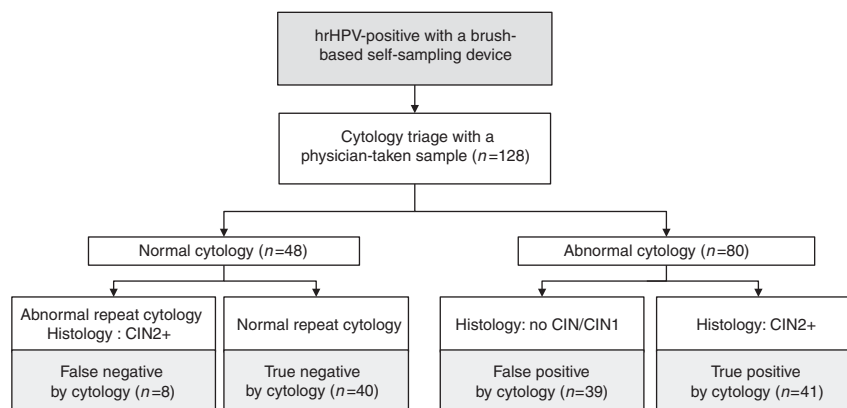 hrHPV-positive with a brush-
based self-sampling device
Cytology triage with a
physician-taken sample (n=128)
Normal cytology (n=48)
Abnormal cytology (n=80)
Abnormal repeat cytology
Histology : CIN2+
Normal repeat cytology
Histology: no CIN/CIN1
Histology: CIN2+
False negative
by cytology (n=8)
True negative
by cytology (n=40)
False positive
by cytology (n=39)
True positive
by cytology (n=41)